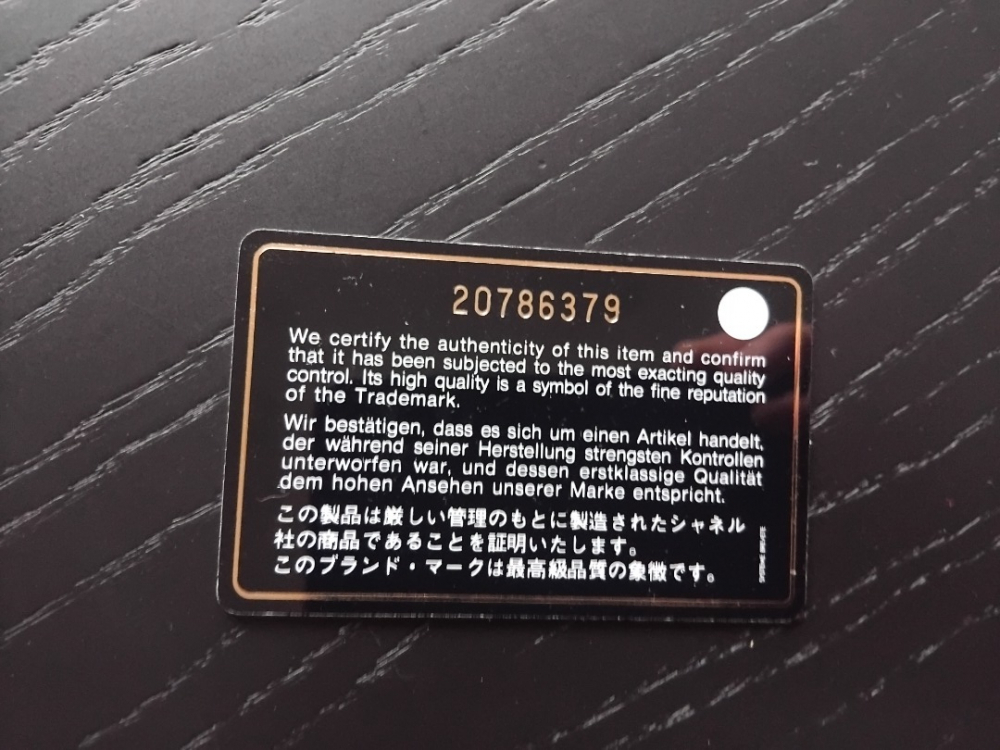 20786379
We certify the authenticity of this item and confirm
that it has been subjected to the most exacting quality
control. Its high quality is a symbol of the fine reputation
of the Trademark.
Wir bestätigen, dass es sich um einen Artikel handelt,
der während seiner Herstellung strengsten Kontrollen
unterworfen war, und dessen erstklassige Qualität
dem hohen Ansehen unserer Marke entspricht.
この製品は厳しい管理のもとに製造されたシャネル
社の商品であることを証明いたします。
このブランド・マークは最高級品質の象徴です。